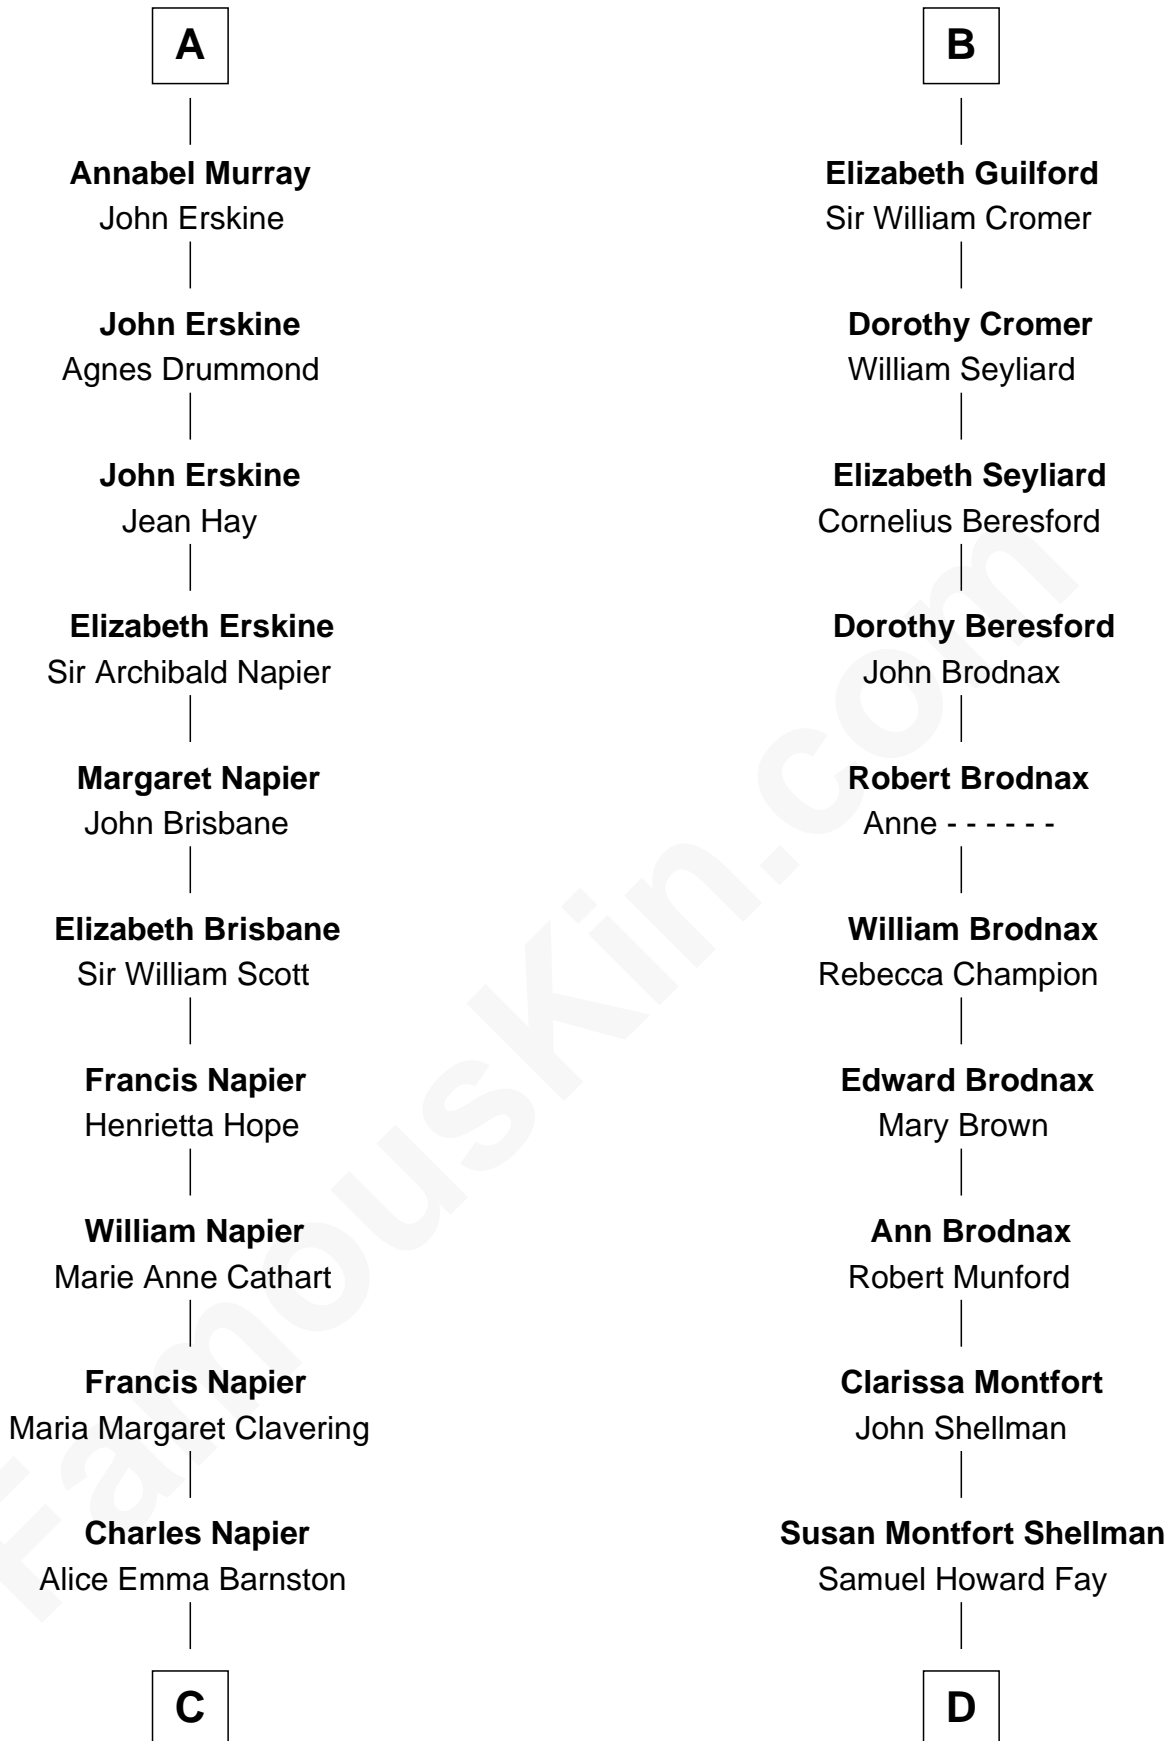 A
Annabel Murray
John Erskine
John Erskine
Agnes Drummond
John Erskine
Jean Hay
Elizabeth Erskine
Sir Archibald Napier
Margaret Napier
John Brisbane
Elizabeth Brisbane
Sir William Scott
Francis Napier
Henrietta Hope
William Napier
Marie Anne Cathart
Francis Napier
Maria Margaret Clavering
Charles Napier
Alice Emma Barnston
C
B
Elizabeth Guilford
Sir William Cromer
Dorothy Cromer
William Seyliard
Elizabeth Seyliard
Cornelius Beresford
Dorothy Beresford
John Brodnax
Robert Brodnax
Anne - - - - - -
William Brodnax
Rebecca Champion
Edward Brodnax
Mary Brown
Ann Brodnax
Robert Munford
Clarissa Montfort
John Shellman
Susan Montfort Shellman
Samuel Howard Fay
D
FamousKin.com